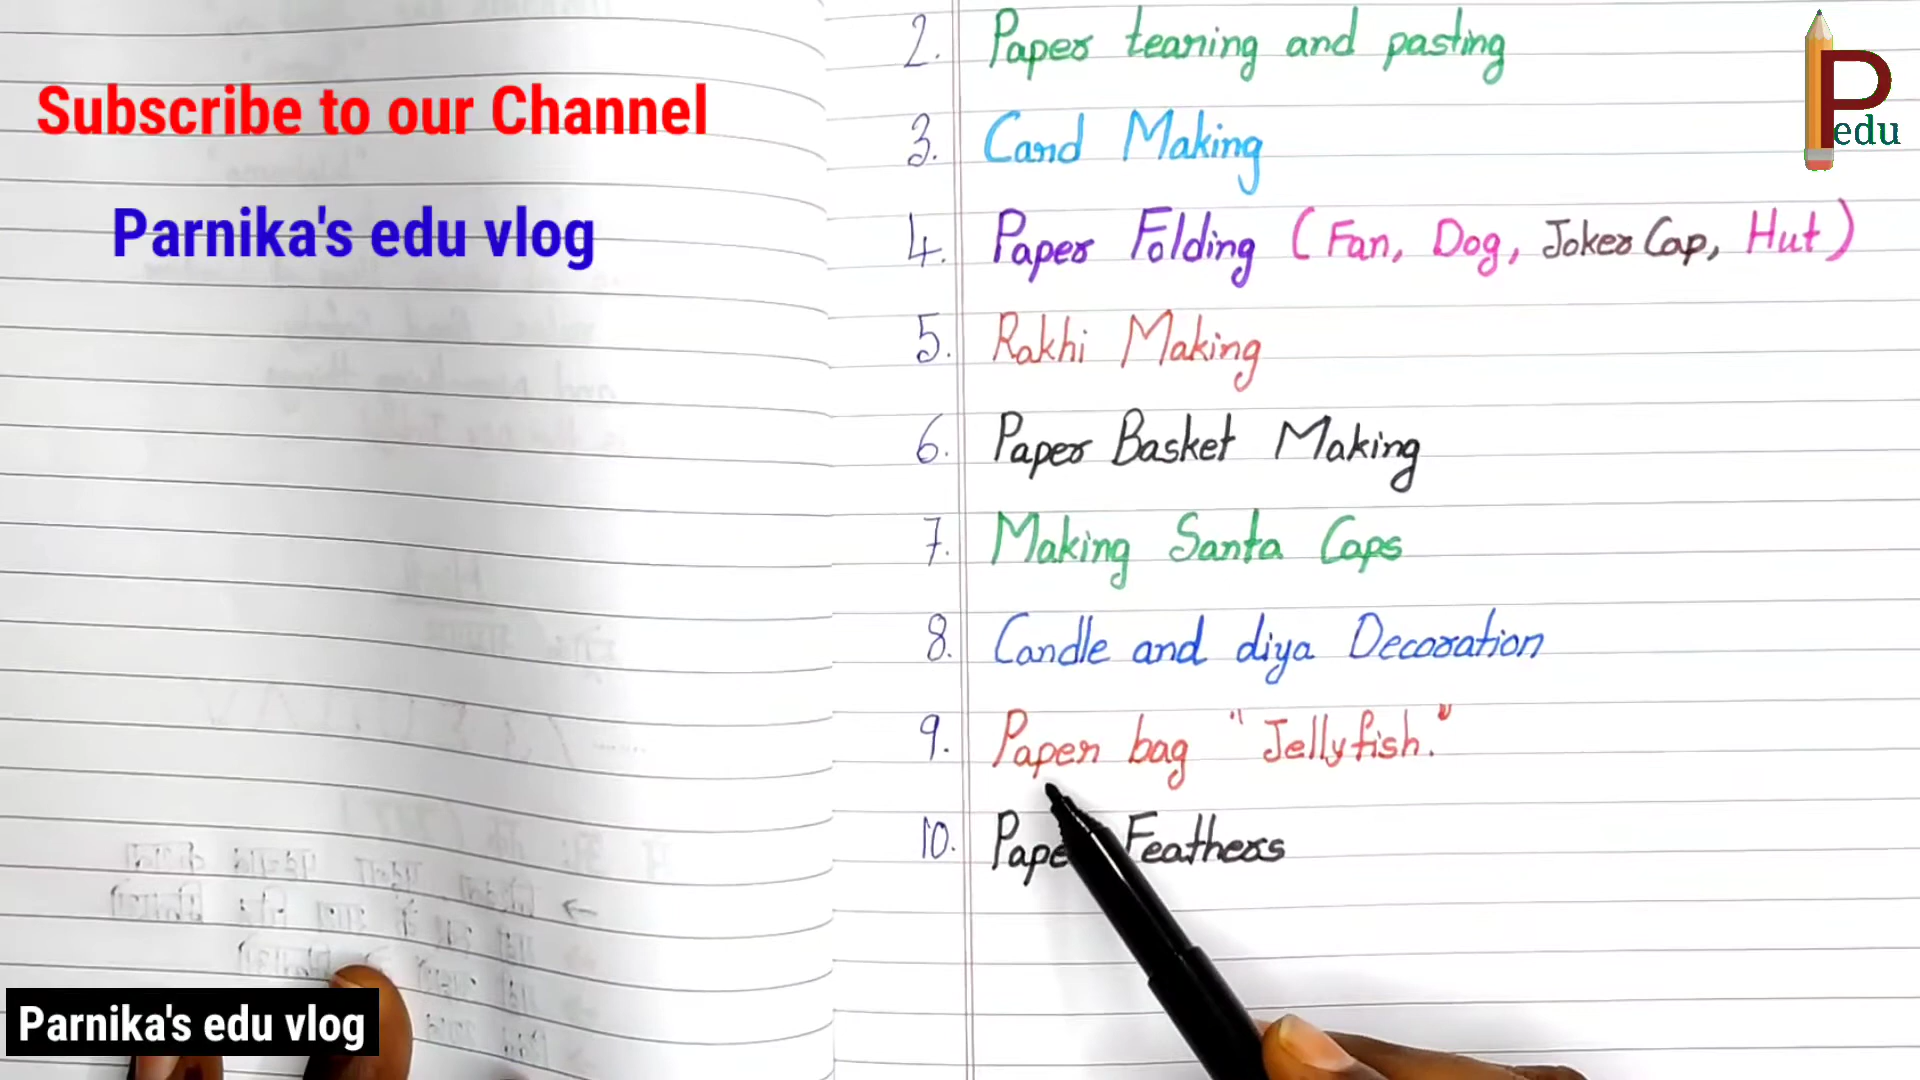 Subscribe to our Channel
Parnika's edu vlog
P
edu
2. Paper tearing and pasting
3. Card Making
4. Paper Folding (Fan, Dog, Joker Cap, Hut)
5. Rakhi Making
6. Paper Basket Making
7. Making Santa Caps
8. Candle and diya Decoration
9. Paper bag "Jellyfish."
10. Paper Feathers
Parnika's edu vlog